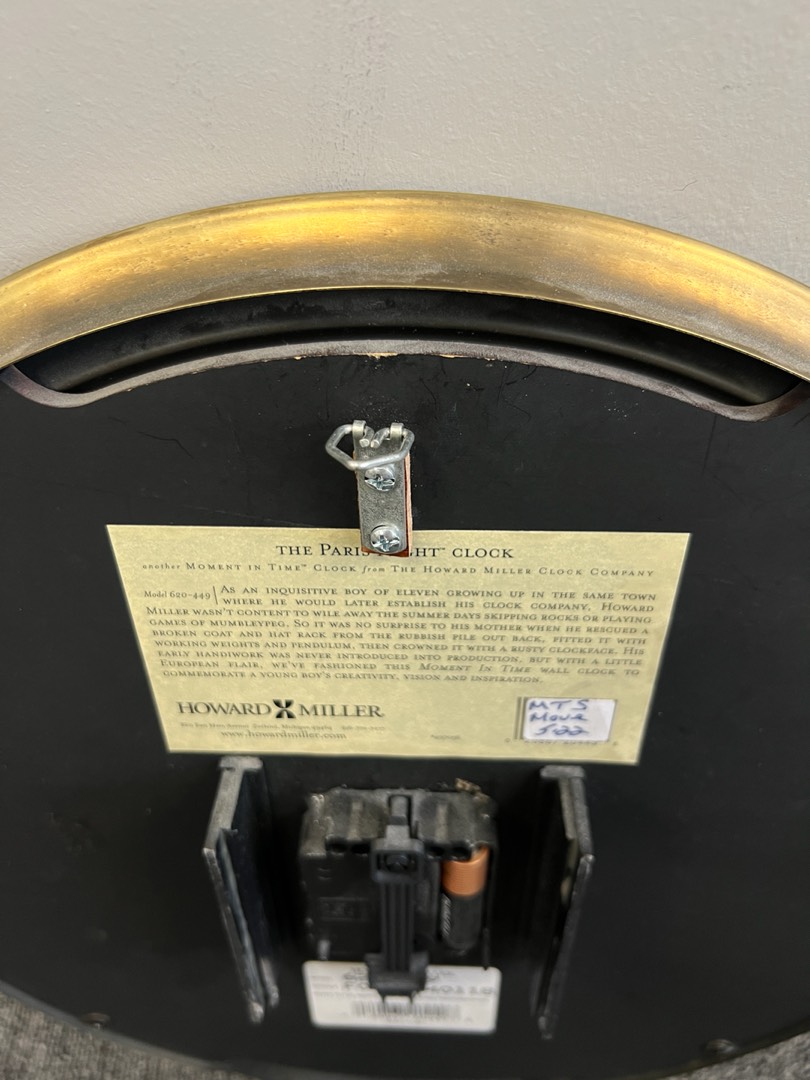 THE PARIS GHT™ CLOCK
another MOMENT IN TIME™ CLOCK from THE HOWARD MILLER CLOCK COMPANY
Model 620-449 AS AN INQUISITIVE BOY OF ELEVEN GROWING UP IN THE SAME TOWN
WHERE HE WOULD LATER ESTABLISH HIS CLOCK COMPANY, HOWARD
MILLER WASN'T CONTENT TO WILE AWAY THE SUMMER DAYS SKIPPING ROCKS OR PLAYING
GAMES OF MUMBLEYPEG. SO IT WAS NO SURPRISE TO HIS MOTHER WHEN HE RESCUED A
BROKEN COAT AND HAT RACK FROM THE RUBBISH PILE OUT BACK, FITTED IT WITH
WORKING WEIGHTS AND PENDULUM, THEN CROWNED IT WITH A RUSTY CLOCKFACE. HIS
EARLY HANDIWORK WAS NEVER INTRODUCED INTO PRODUCTION, BUT WITH A LITTLE
EUROPEAN FLAIR, WE'VE FASHIONED THIS MOMENT IN TIME WALL CLOCK TO
COMMEMORATE A YOUNG BOY'S CREATIVITY, VISION AND INSPIRATION.
HOWARD MILLER
www.howardmiller.com
MTS
Move
5-22